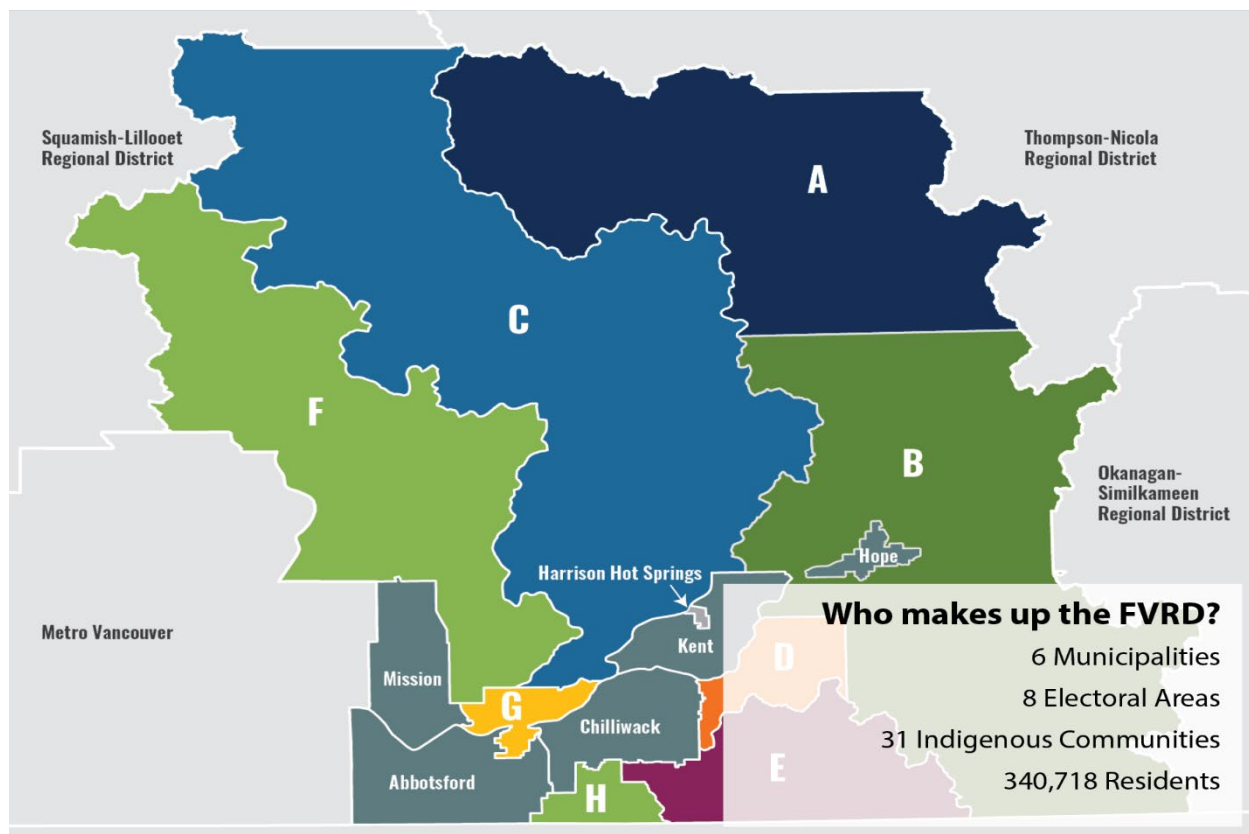 Squamish-Lillooet
Regional District
Thompson-Nicola
Regional District
A
C
F
B
Okanagan-
Similkameen
Regional District
Hope
Harrison Hot Springs
Metro Vancouver
Kent
Mission
G
Chilliwack
Abbotsford
H
D
E
Who makes up the FVRD?
6 Municipalities
8 Electoral Areas
31 Indigenous Communities
340,718 Residents